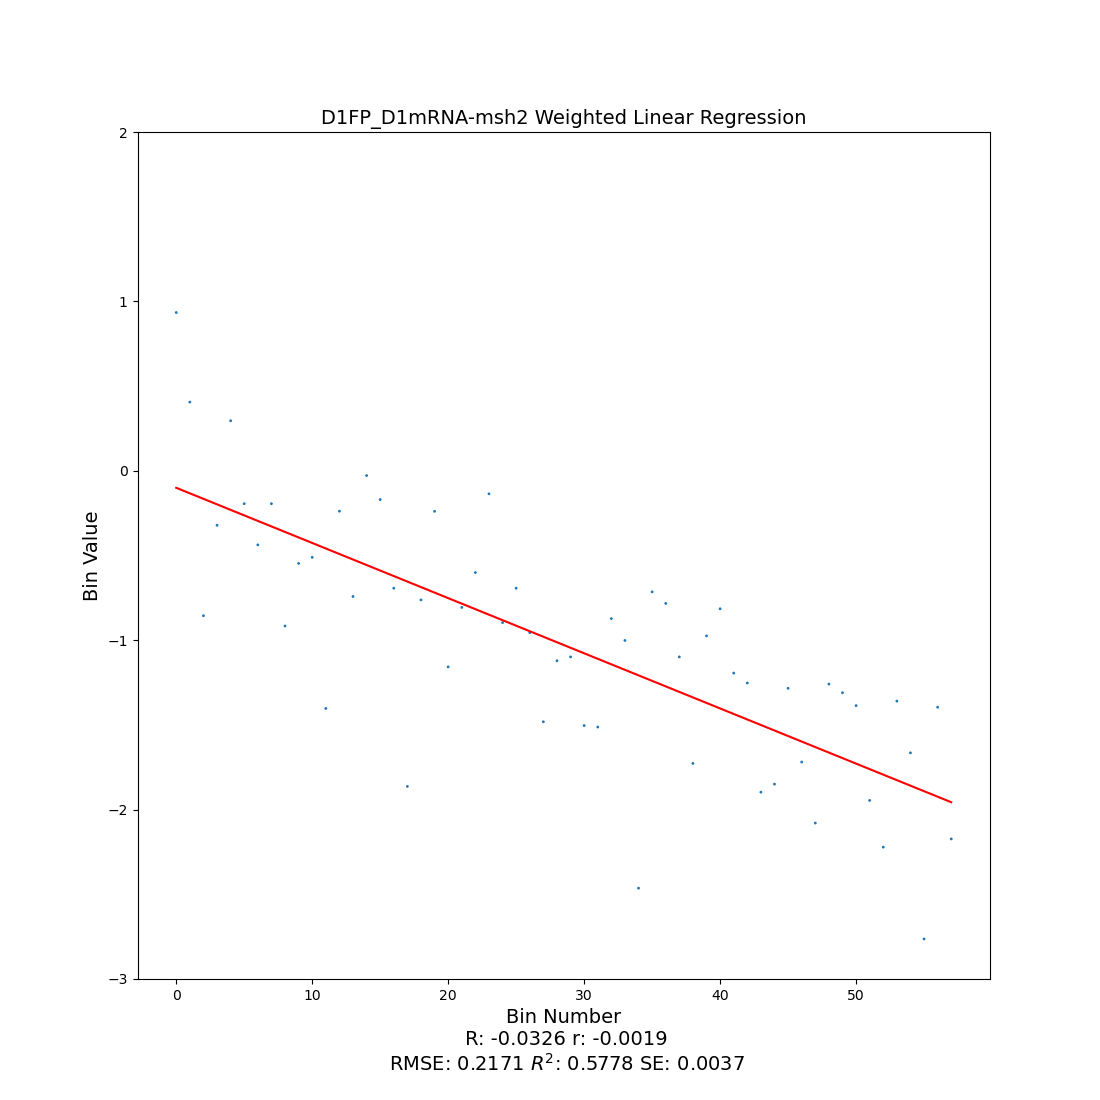 D1FP_D1mRNA-msh2 Weighted Linear Regression
2
1
0
−1
−2
−3
Bin Value
0 10 20 30 40 50
Bin Number
R: -0.0326 r: -0.0019
RMSE: 0.2171 R²: 0.5778 SE: 0.0037